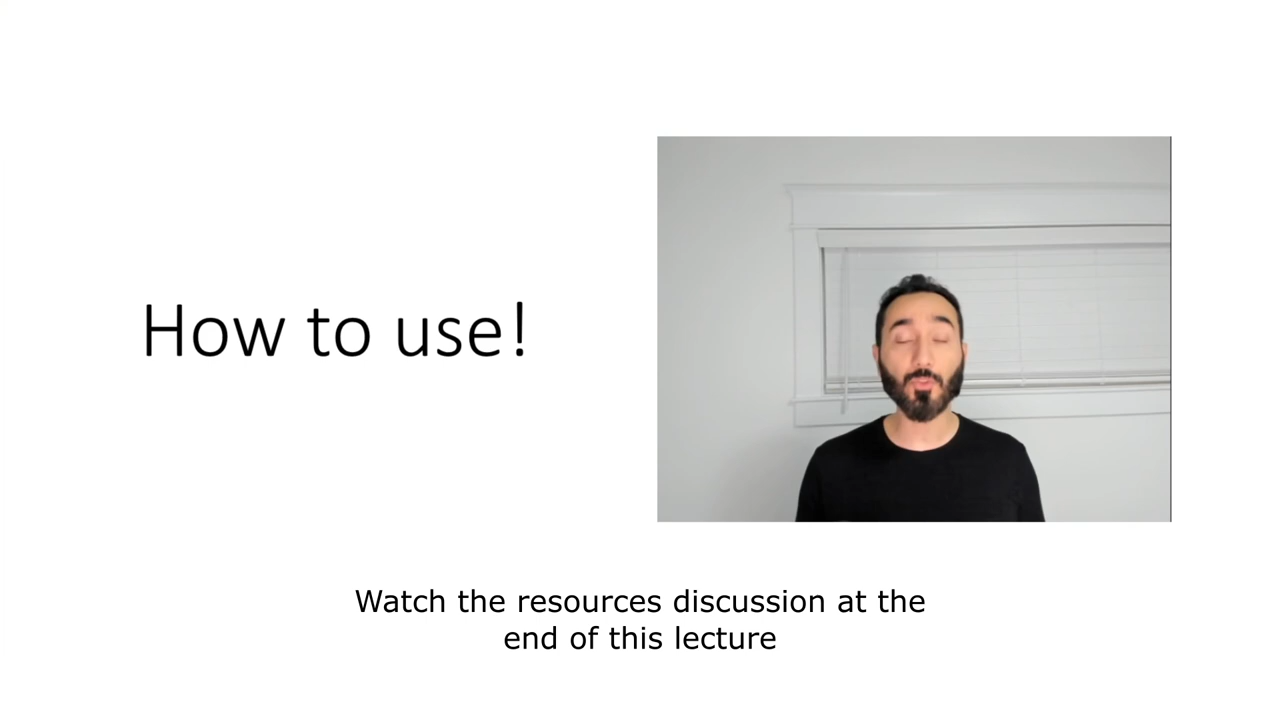 How to use!
Watch the resources discussion at the
end of this lecture